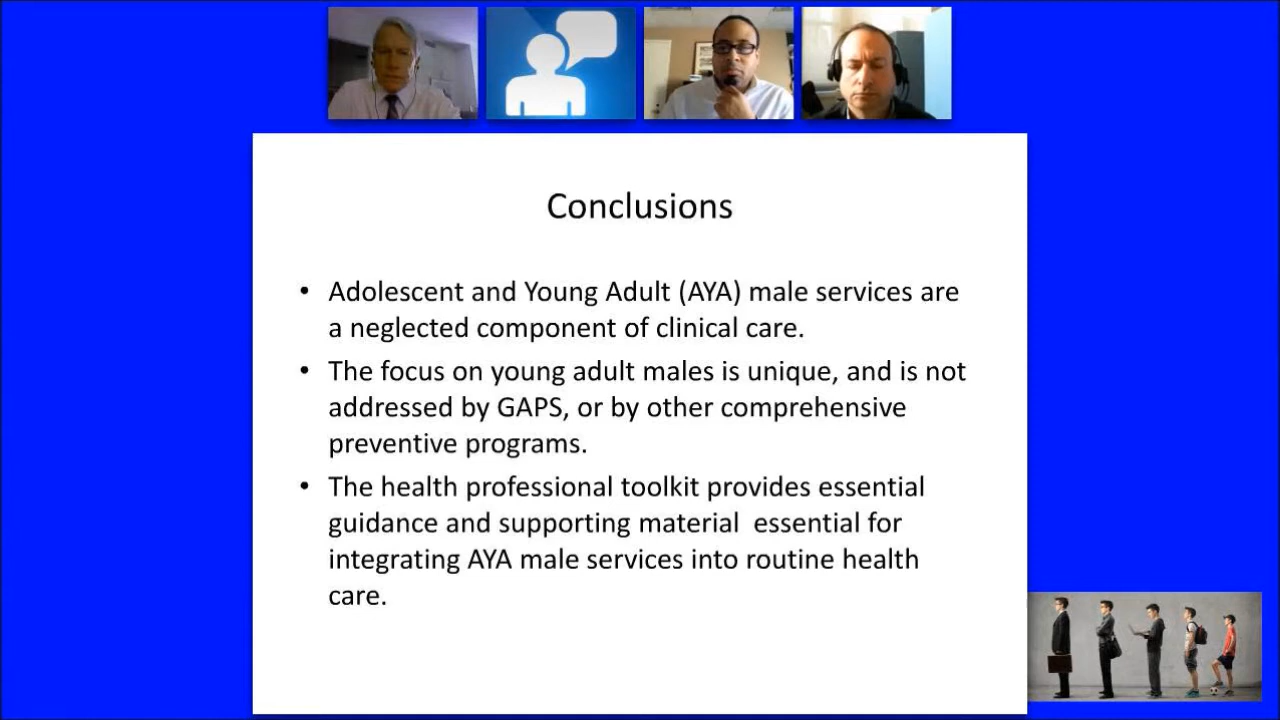 Conclusions
• Adolescent and Young Adult (AYA) male services are
a neglected component of clinical care.
• The focus on young adult males is unique, and is not
addressed by GAPS, or by other comprehensive
preventive programs.
• The health professional toolkit provides essential
guidance and supporting material  essential for
integrating AYA male services into routine health
care.